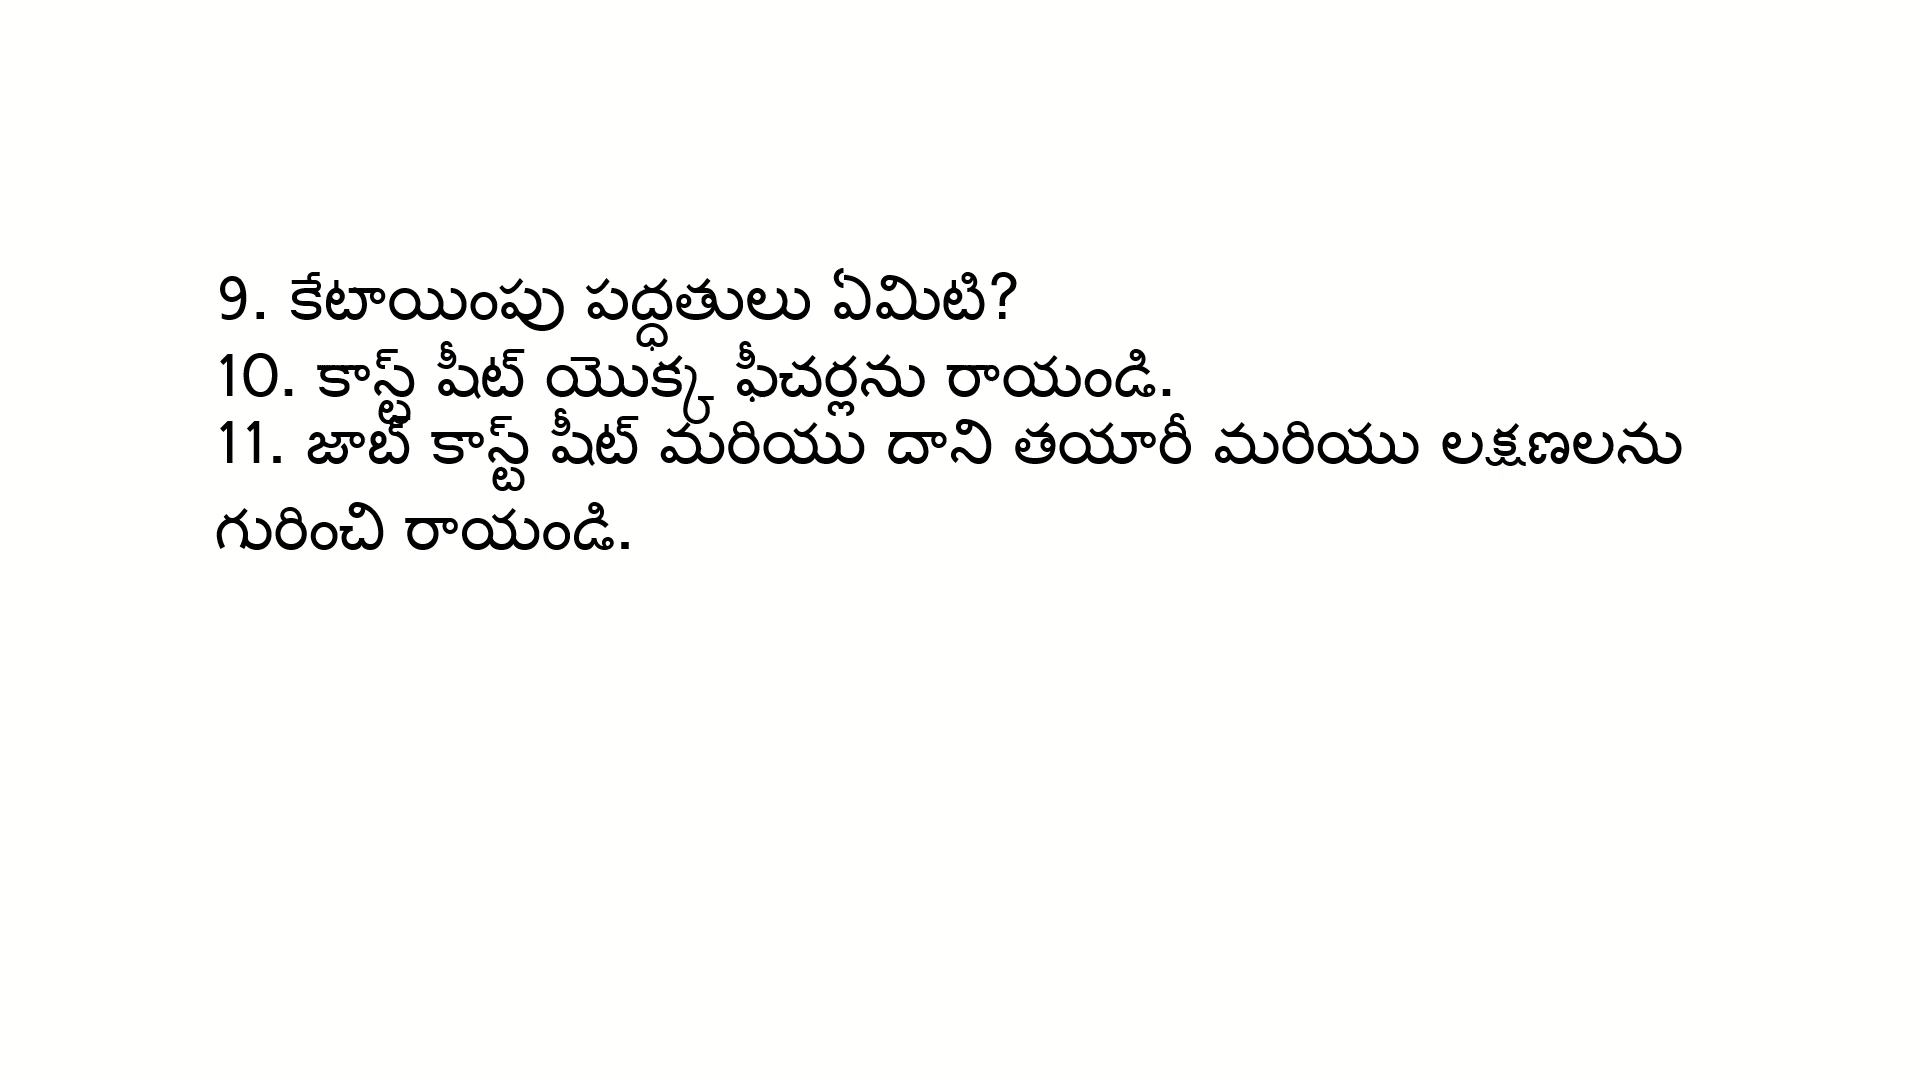 9. కేటాయింపు పద్ధతులు ఏమిటి?
10. కాస్ట్ షీట్ యొక్క ఫీచర్లను రాయండి.
11. జాబ్ కాస్ట్ షీట్ మరియు దాని తయారీ మరియు లక్షణలను
గురించి రాయండి.